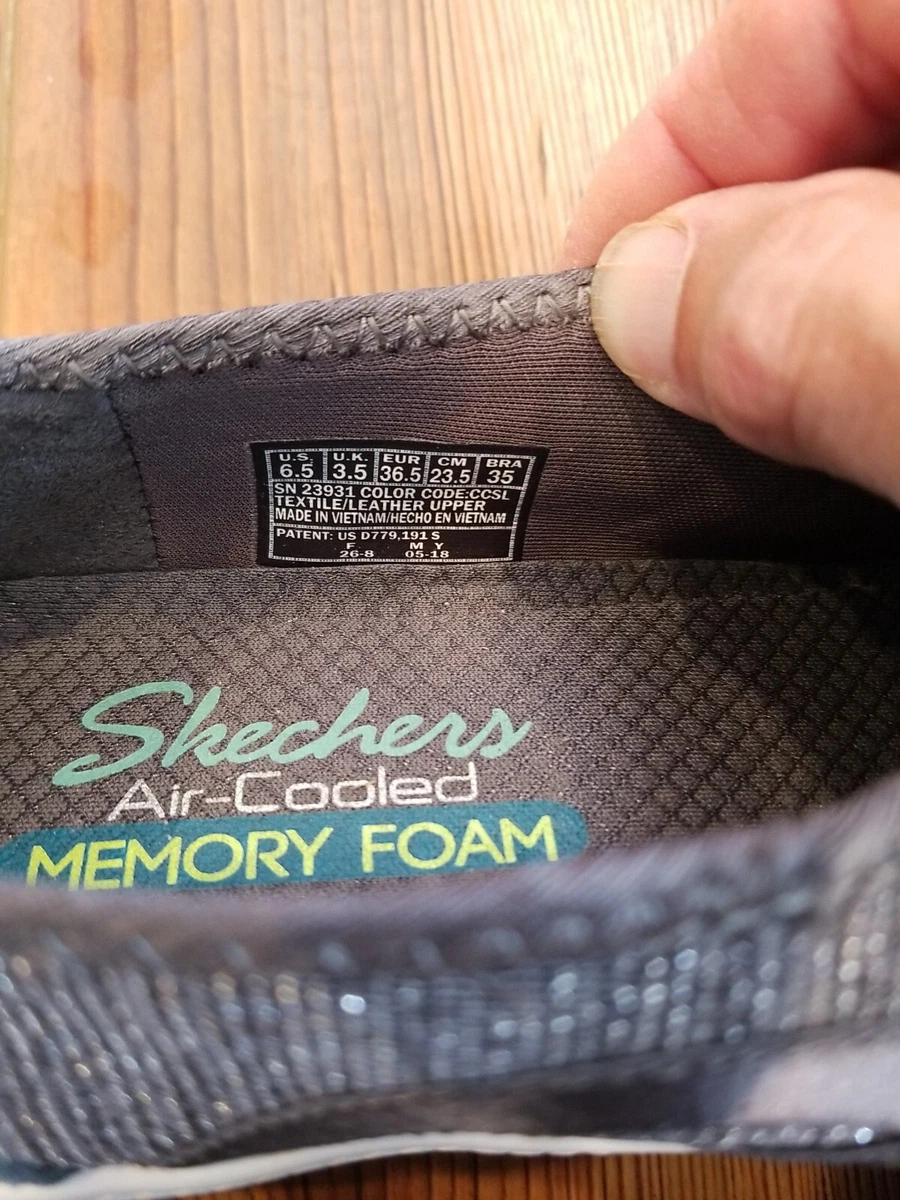 U.S. U.K. EUR CM BRA
6.5 3.5 36.5 23.5 35
SN 23931 COLOR CODE:CCSL
TEXTILE/LEATHER UPPER
MADE IN VIETNAM/HECHO EN VIETNAM
PATENT: US D779,191 S
F M Y
26-8 05-18
Skechers
Air-Cooled
MEMORY FOAM